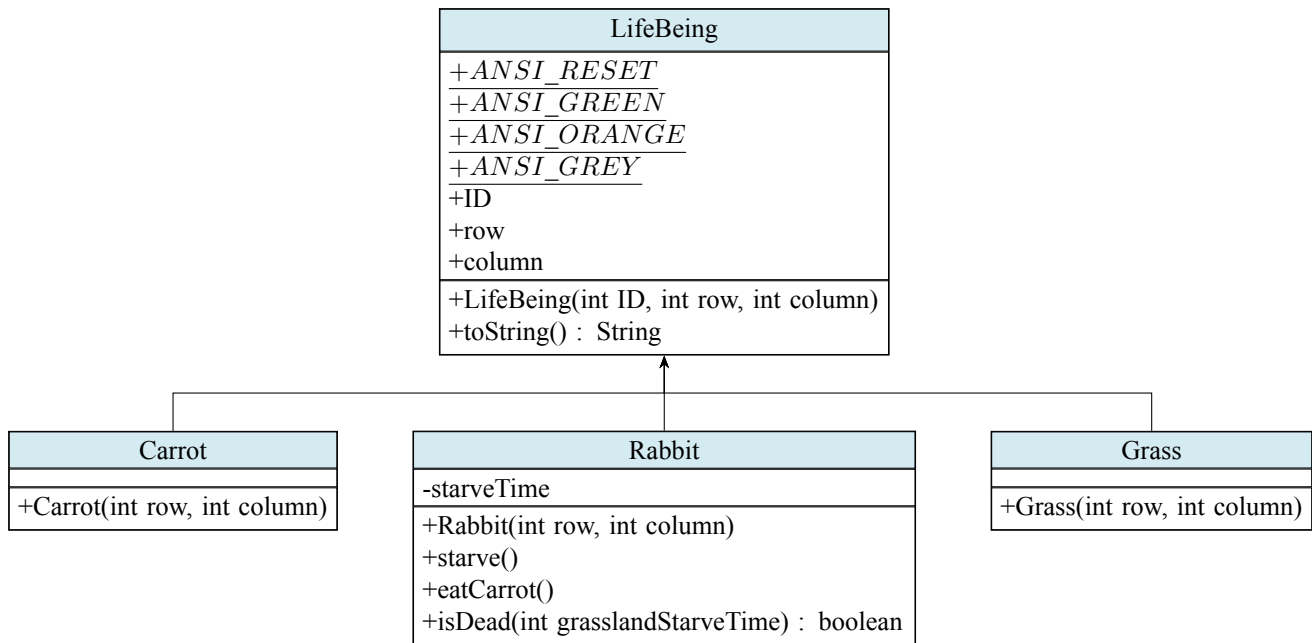 LifeBeing
+ANSI_RESET
+ANSI_GREEN
+ANSI_ORANGE
+ANSI_GREY
+ID
+row
+column
+LifeBeing(int ID, int row, int column)
+toString() : String
Carrot
+Carrot(int row, int column)
Rabbit
-starveTime
+Rabbit(int row, int column)
+starve()
+eatCarrot()
+isDead(int grasslandStarveTime) : boolean
Grass
+Grass(int row, int column)